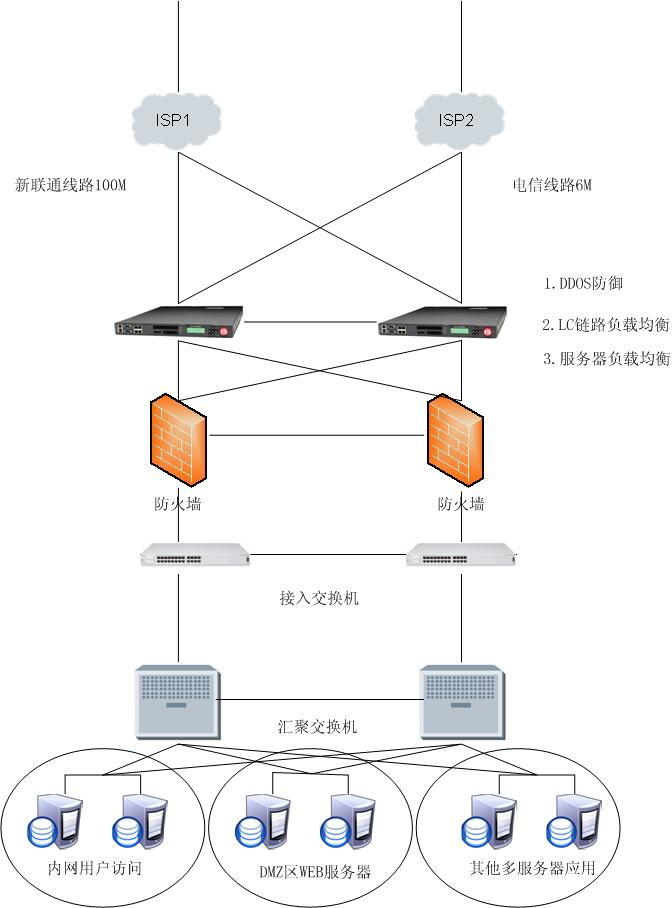 ISP1
ISP2
新联通线路100M
电信线路6M
1.DDOS防御
2.LC链路负载均衡
3.服务器负载均衡
防火墙
防火墙
接入交换机
汇聚交换机
内网用户访问
DMZ区WEB服务器
其他多服务器应用